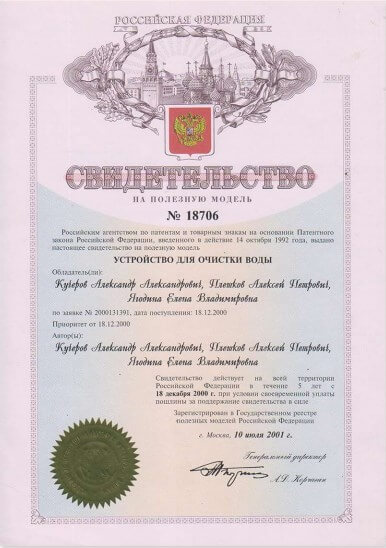 РОССИЙСКАЯ ФЕДЕРАЦИЯ
СВИДЕТЕЛЬСТВО
НА ПОЛЕЗНУЮ МОДЕЛЬ
№ 18706
Российским агентством по патентам и товарным знакам на основании Патентного
закона Российской Федерации, введенного в действие 14 октября 1992 года, выдано
настоящее свидетельство на полезную модель
УСТРОЙСТВО ДЛЯ ОЧИСТКИ ВОДЫ
Обладатель(ли):
Александр Александрович, Плешков Алексей Петрович,
Ягодина Елена Владимировна
по заявке № 2000131391, дата поступления: 18.12.2000
Приоритет от 18.12.2000
Автор(ы):
Александр Александрович, Плешков Алексей Петрович,
Ягодина Елена Владимировна
Свидетельство действует на всей территории
Российской Федерации в течение 5 лет с
18 декабря 2000 г. при условии своевременной уплаты
пошлины за поддержание свидетельства в силе
Зарегистрировано в Государственном реестре
полезных моделей Российской Федерации
г. Москва, 10 июля 2001 г.
Генеральный директор
А.Д. Корчагин